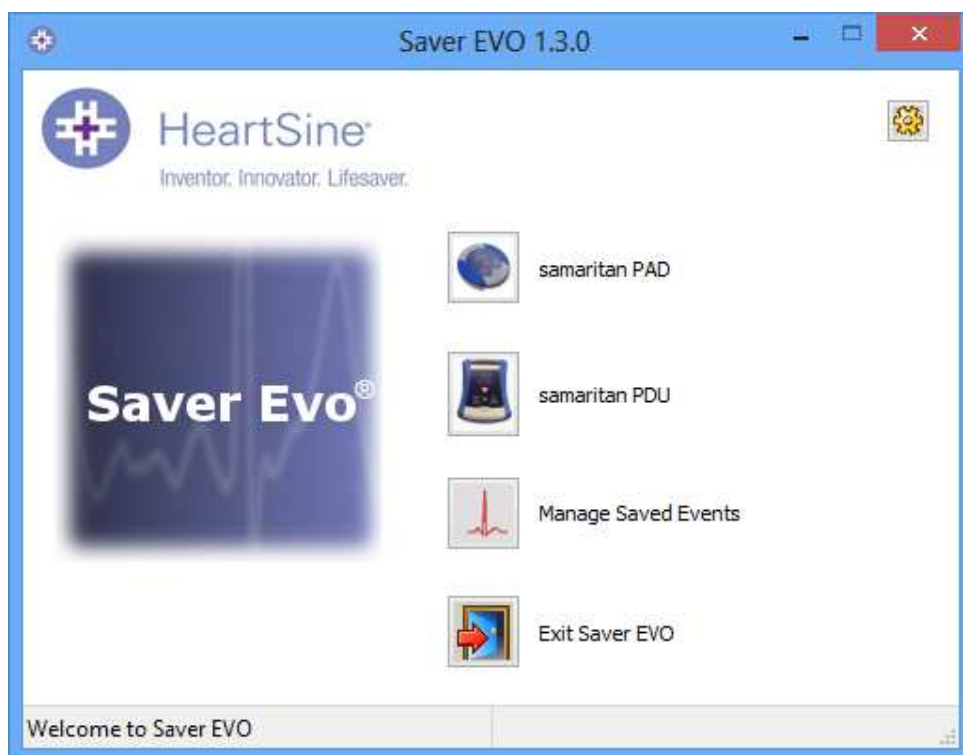 Saver EVO 1.3.0
HeartSine®
Inventor. Innovator. Lifesaver.
Saver Evo®
samaritan PAD
samaritan PDU
Manage Saved Events
Exit Saver EVO
Welcome to Saver EVO